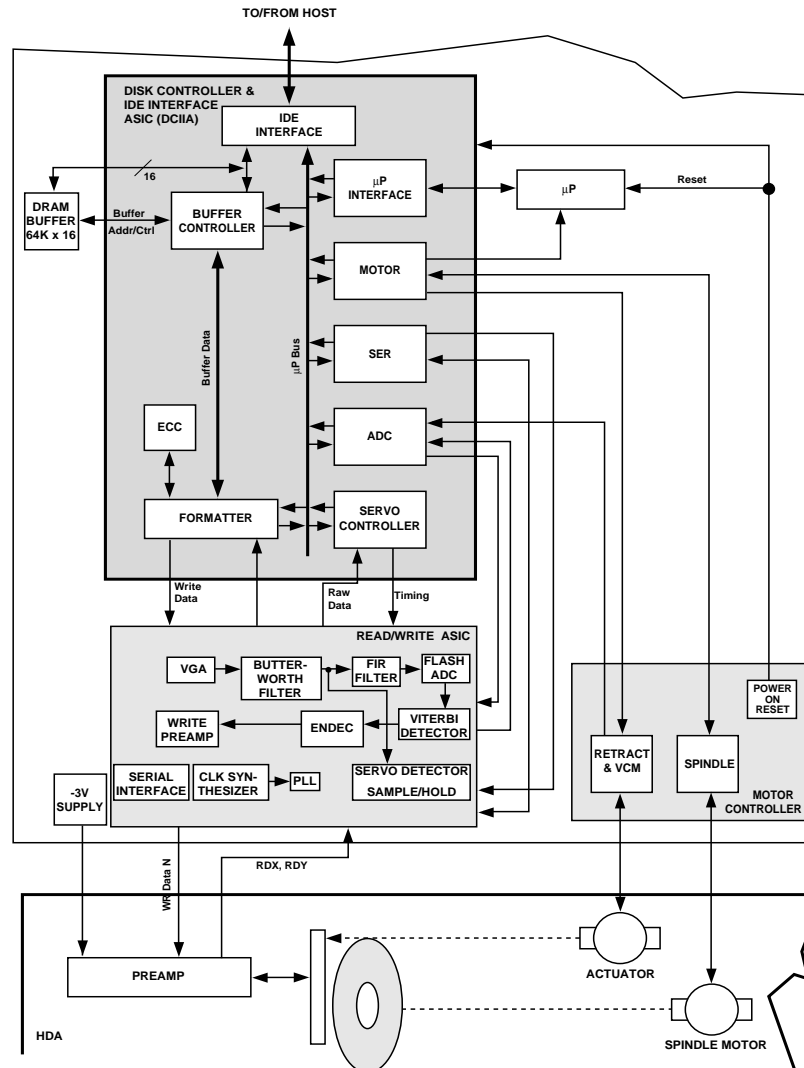 TO/FROM HOST
DISK CONTROLLER &
IDE INTERFACE
ASIC (DCIIA)
IDE
INTERFACE
16
µP
INTERFACE
µP
Reset
DRAM
BUFFER
64K x 16
Buffer
Addr/Ctrl
BUFFER
CONTROLLER
MOTOR
Buffer Data
µP Bus
SER
ECC
ADC
FORMATTER
SERVO
CONTROLLER
Write
Data
Raw
Data
Timing
READ/WRITE ASIC
VGA
BUTTER-
WORTH
FILTER
FIR
FILTER
FLASH
ADC
WRITE
PREAMP
ENDEC
VITERBI
DETECTOR
POWER
ON
RESET
-3V
SUPPLY
SERIAL
INTERFACE
CLK SYN-
THESIZER
PLL
SERVO DETECTOR
SAMPLE/HOLD
RETRACT
& VCM
SPINDLE
MOTOR
CONTROLLER
WR Data N
RDX, RDY
PREAMP
ACTUATOR
HDA
SPINDLE MOTOR